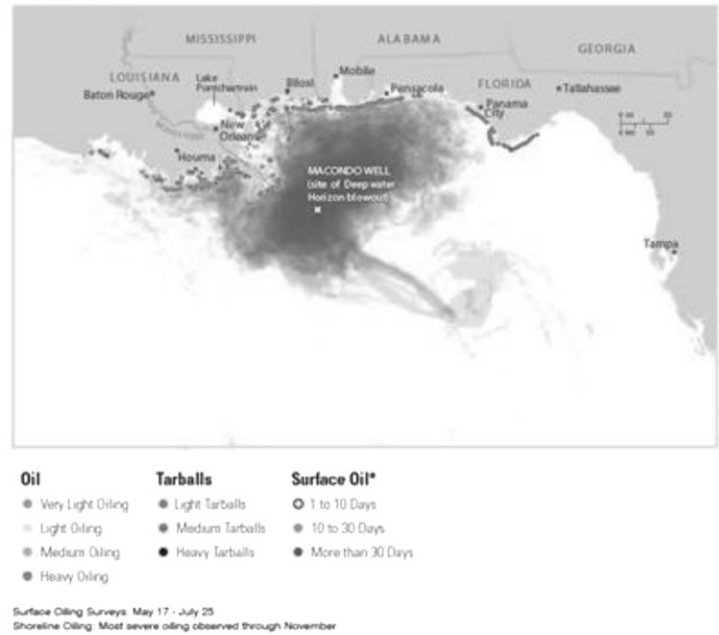 MISSISSIPPI
ALABAMA
GEORGIA
LOUISIANA
Lake
Pontchartrain
Biloxi
Mobile
Pensacola
FLORIDA
Tallahassee
Baton Rouge
Panama
City
New
Orleans
Houma
MACONDO WELL
(site of Deepwater
Horizon blowout)
Tampa
Oil
Very Light Oiling
Light Oiling
Medium Oiling
Heavy Oiling
Tarballs
Light Tarballs
Medium Tarballs
Heavy Tarballs
Surface Oil*
1 to 10 Days
10 to 30 Days
More than 30 Days
Surface Oiling Surveys: May 17 - July 25
Shoreline Oiling: Most severe oiling observed through November